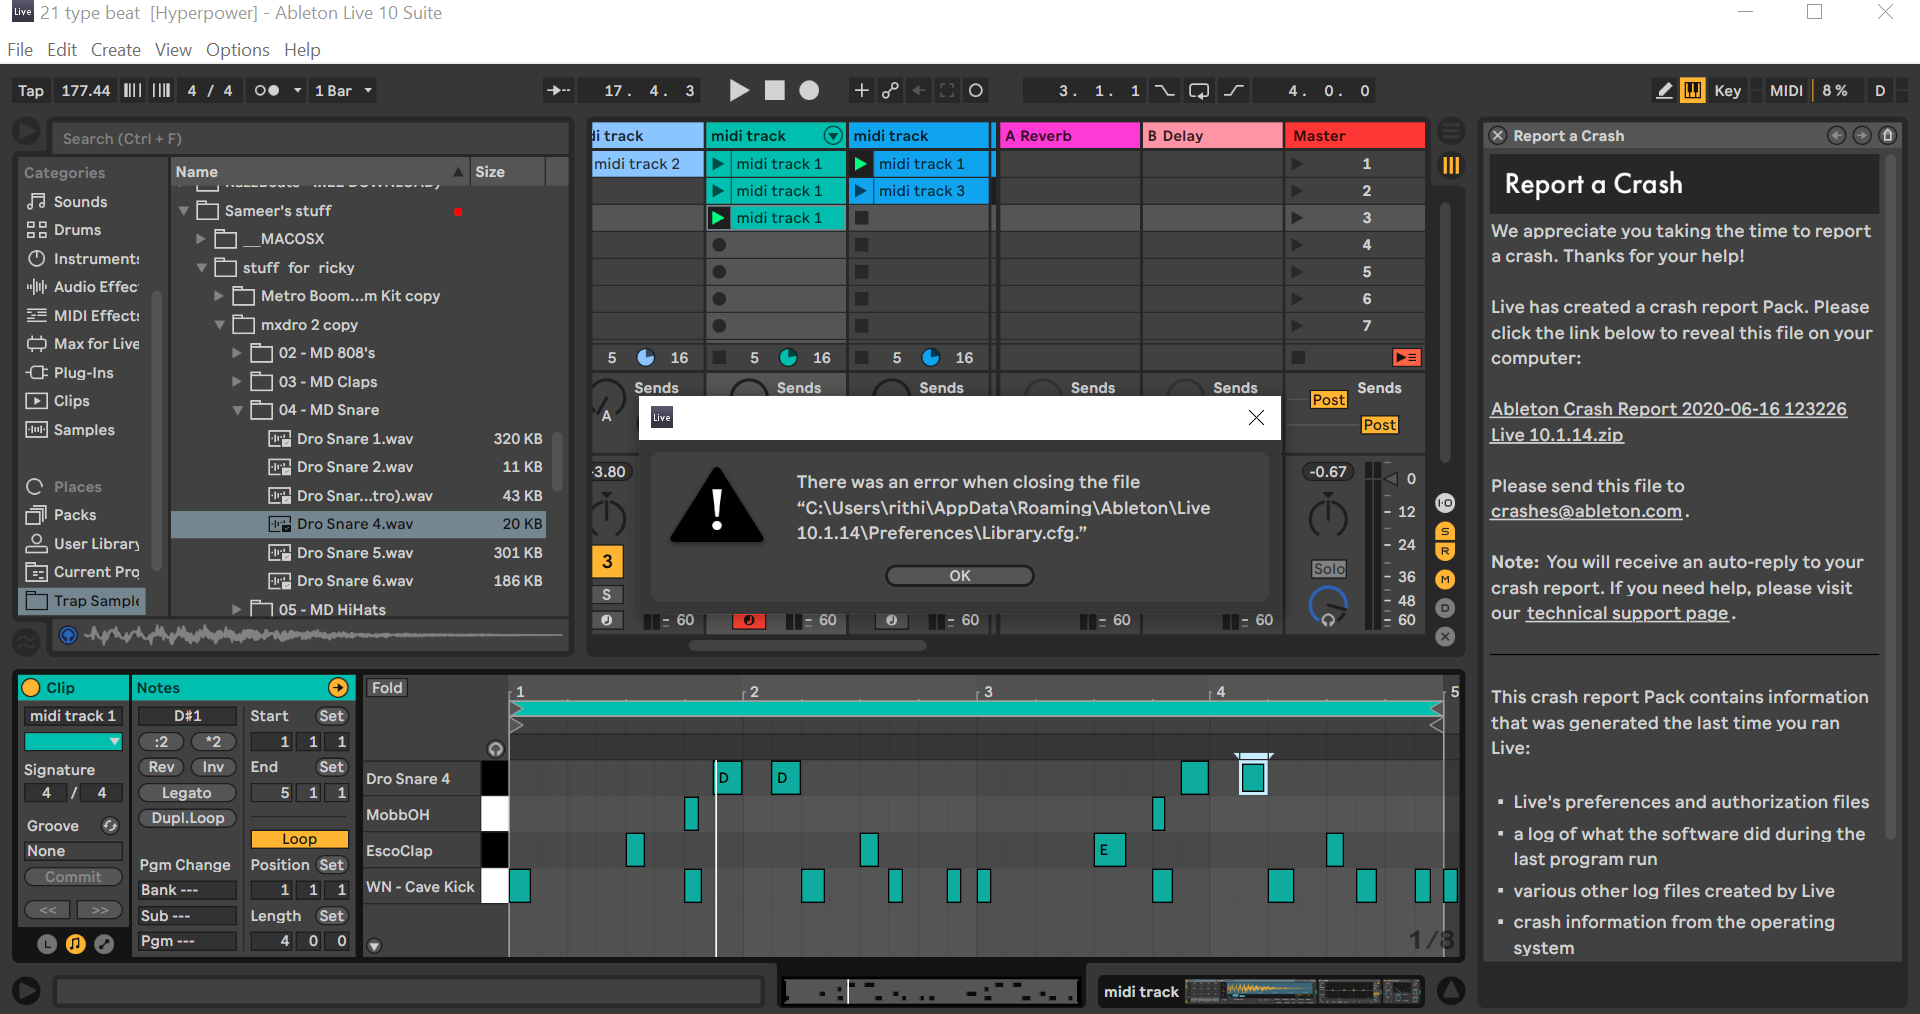 Live 21 type beat [Hyperpower] - Ableton Live 10 Suite
File Edit Create View Options Help
Tap 177.44 4 / 4 1 Bar 17. 4. 3 3. 1. 1 4. 0. 0 Key MIDI 8 % D
Search (Ctrl + F)
Categories
Sounds
Drums
Instruments
Audio Effec
MIDI Effects
Max for Live
Plug-Ins
Clips
Samples
Places
Packs
User Library
Current Pro
Trap Sample
Name Size
Sameer's stuff
__MACOSX
stuff for ricky
Metro Boom...m Kit copy
mxdro 2 copy
02 - MD 808's
03 - MD Claps
04 - MD Snare
Dro Snare 1.wav 320 KB
Dro Snare 2.wav 11 KB
Dro Snar...tro).wav 43 KB
Dro Snare 4.wav 20 KB
Dro Snare 5.wav 301 KB
Dro Snare 6.wav 186 KB
05 - MD HiHats
di track midi track midi track A Reverb B Delay Master
midi track 2 midi track 1 midi track 1 1
midi track 1 midi track 3 2
midi track 1 3
4
5
6
7
5 16 5 16 5 16
Sends Sends Sends Sends Sends Sends
A Post
Post
-3.80 -0.67 0
12
24
36
48
60
3
S
Solo
60 60 60 60 60
I·O
S
R
M
D
X
Live
There was an error when closing the file
“C:\Users\rithi\AppData\Roaming\Ableton\Live
10.1.14\Preferences\Library.cfg.”
OK
Report a Crash
Report a Crash
We appreciate you taking the time to report
a crash. Thanks for your help!
Live has created a crash report Pack. Please
click the link below to reveal this file on your
computer:
Ableton Crash Report 2020-06-16 123226
Live 10.1.14.zip
Please send this file to
crashes@ableton.com.
Note: You will receive an auto-reply to your
crash report. If you need help, please visit
our technical support page.
This crash report Pack contains information
that was generated the last time you ran
Live:
Live's preferences and authorization files
a log of what the software did during the
last program run
various other log files created by Live
crash information from the operating
system
Clip
midi track 1
Signature
4 / 4
Groove
None
Commit
<< >>
L
Notes
D#1
:2 *2
Rev Inv
Legato
Dupl.Loop
Pgm Change
Bank ---
Sub ---
Pgm ---
Start Set
1 1 1
End Set
5 1 1
Loop
Position Set
1 1 1
Length Set
4 0 0
Fold
1 2 3 4 5
Dro Snare 4 D D
MobbOH
EscoClap E
WN - Cave Kick
1/8
midi track